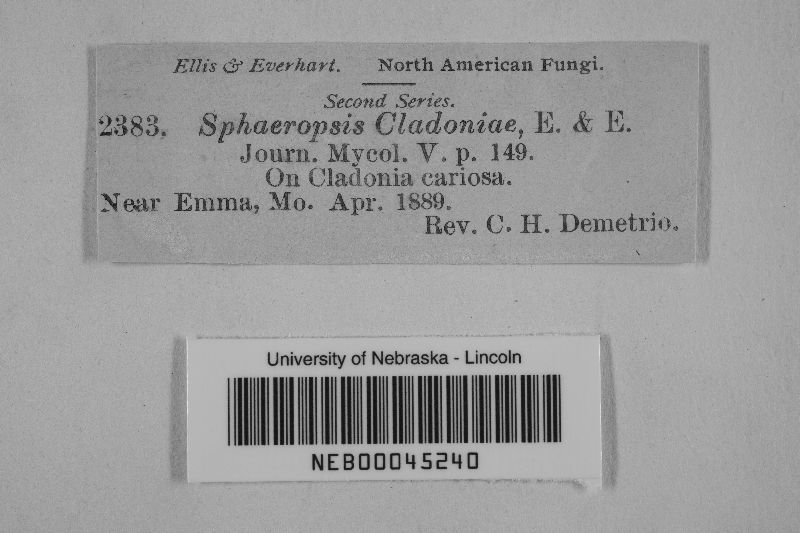 Ellis & Everhart. North American Fungi.
Second Series.
2383. Sphaeropsis Cladoniae, E. & E.
Journ. Mycol. V. p. 149.
On Cladonia cariosa.
Near Emma, Mo. Apr. 1889.
Rev. C. H. Demetrio.
University of Nebraska - Lincoln
NEB00045240